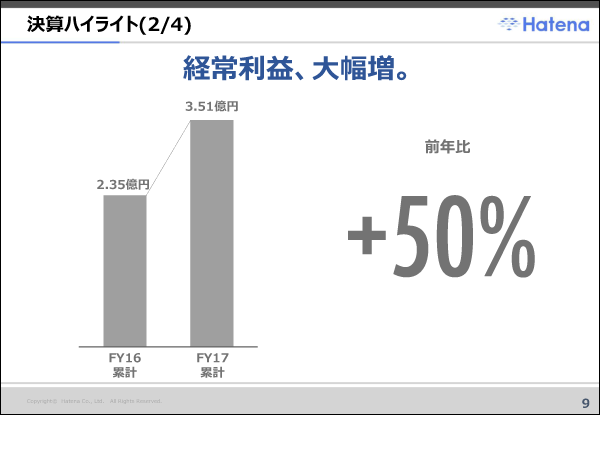 決算ハイライト(2/4)
Hatena
経常利益、大幅増。
3.51億円
2.35億円
前年比
+50%
FY16
累計
FY17
累計
Copyright© Hatena Co., Ltd. All Rights Reserved.
9